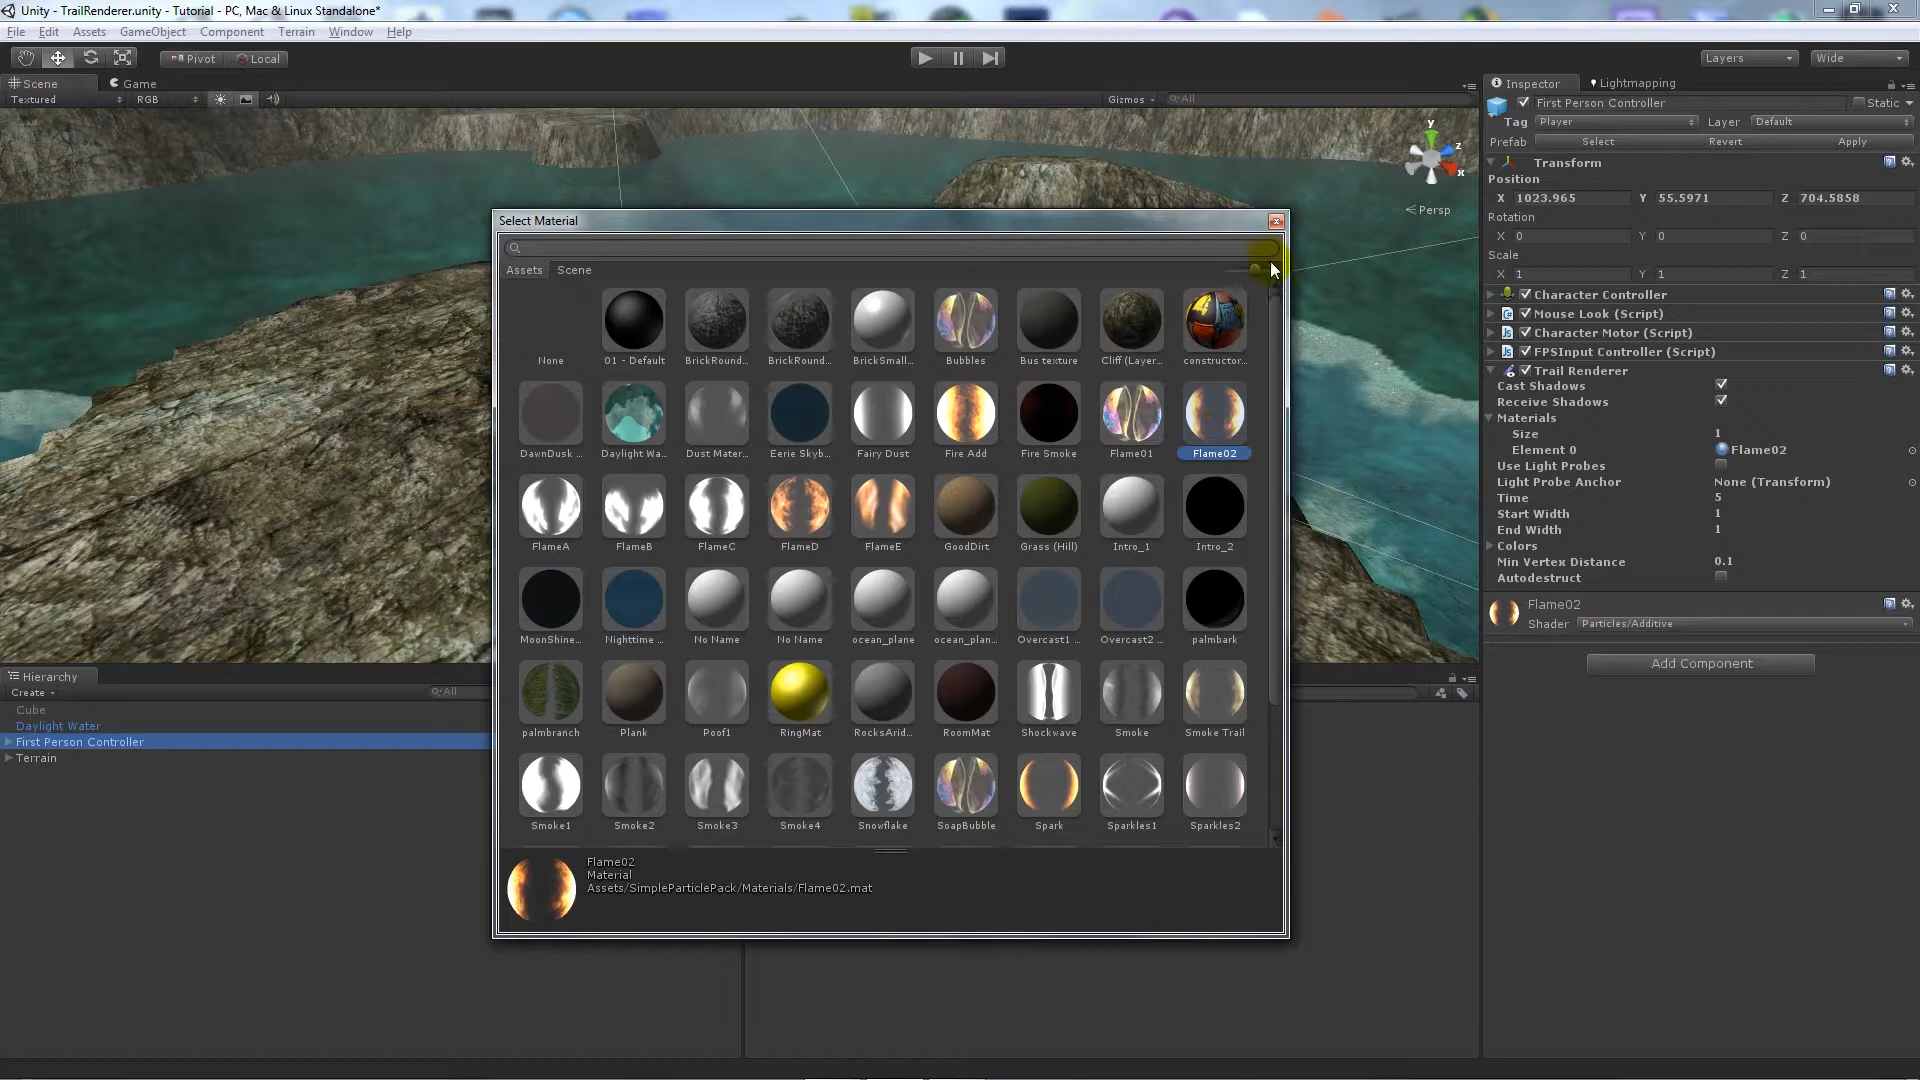 Unity - TrailRenderer.unity - Tutorial - PC, Mac & Linux Standalone*
File Edit Assets GameObject Component Terrain Window Help
Pivot Local Layers Wide
Scene Game
Textured RGB Gizmos All
y z x
Persp
Inspector Lightmapping
First Person Controller Static
Tag Player Layer Default
Prefab Select Revert Apply
Transform
Position
X 1023.965 Y 55.5971 Z 704.5858
Rotation
X 0 Y 0 Z 0
Scale
X 1 Y 1 Z 1
Character Controller
Mouse Look (Script)
Character Motor (Script)
FPSInput Controller (Script)
Trail Renderer
Cast Shadows
Receive Shadows
Materials
Size 1
Element 0 Flame02
Use Light Probes
Light Probe Anchor None (Transform)
Time 5
Start Width 1
End Width 1
Colors
Min Vertex Distance 0.1
Autodestruct
Flame02
Shader Particles/Additive
Add Component
Select Material
Assets Scene
None 01 - Default BrickRound... BrickRound... BrickSmall... Bubbles Bus texture Cliff (Layer... constructor...
DawnDusk ... Daylight Wa... Dust Mater... Eerie Skyb... Fairy Dust Fire Add Fire Smoke Flame01 Flame02
FlameA FlameB FlameC FlameD FlameE GoodDirt Grass (Hill) Intro_1 Intro_2
MoonShine... Nighttime ... No Name No Name ocean_plane ocean_plan... Overcast1 ... Overcast2 ... palmbark
palmbranch Plank Poof1 RingMat RocksArid... RoomMat Shockwave Smoke Smoke Trail
Smoke1 Smoke2 Smoke3 Smoke4 Snowflake SoapBubble Spark Sparkles1 Sparkles2
Flame02
Material
Assets/SimpleParticlePack/Materials/Flame02.mat
Hierarchy
Create All
Cube
Daylight Water
First Person Controller
Terrain